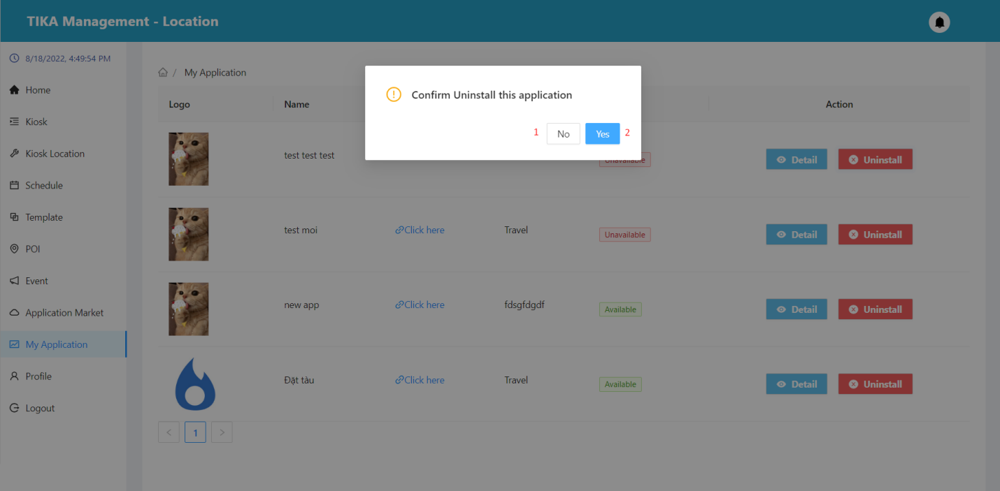 TIKA Management - Location
8/18/2022, 4:49:54 PM
Home
Kiosk
Kiosk Location
Schedule
Template
POI
Event
Application Market
My Application
Profile
Logout
/ My Application
Confirm Uninstall this application
1 No Yes 2
Logo Name Action
test test test Unavailable Detail Uninstall
test moi Click here Travel Unavailable Detail Uninstall
new app Click here fdsgfdgdf Available Detail Uninstall
Đặt tàu Click here Travel Available Detail Uninstall
< 1 >